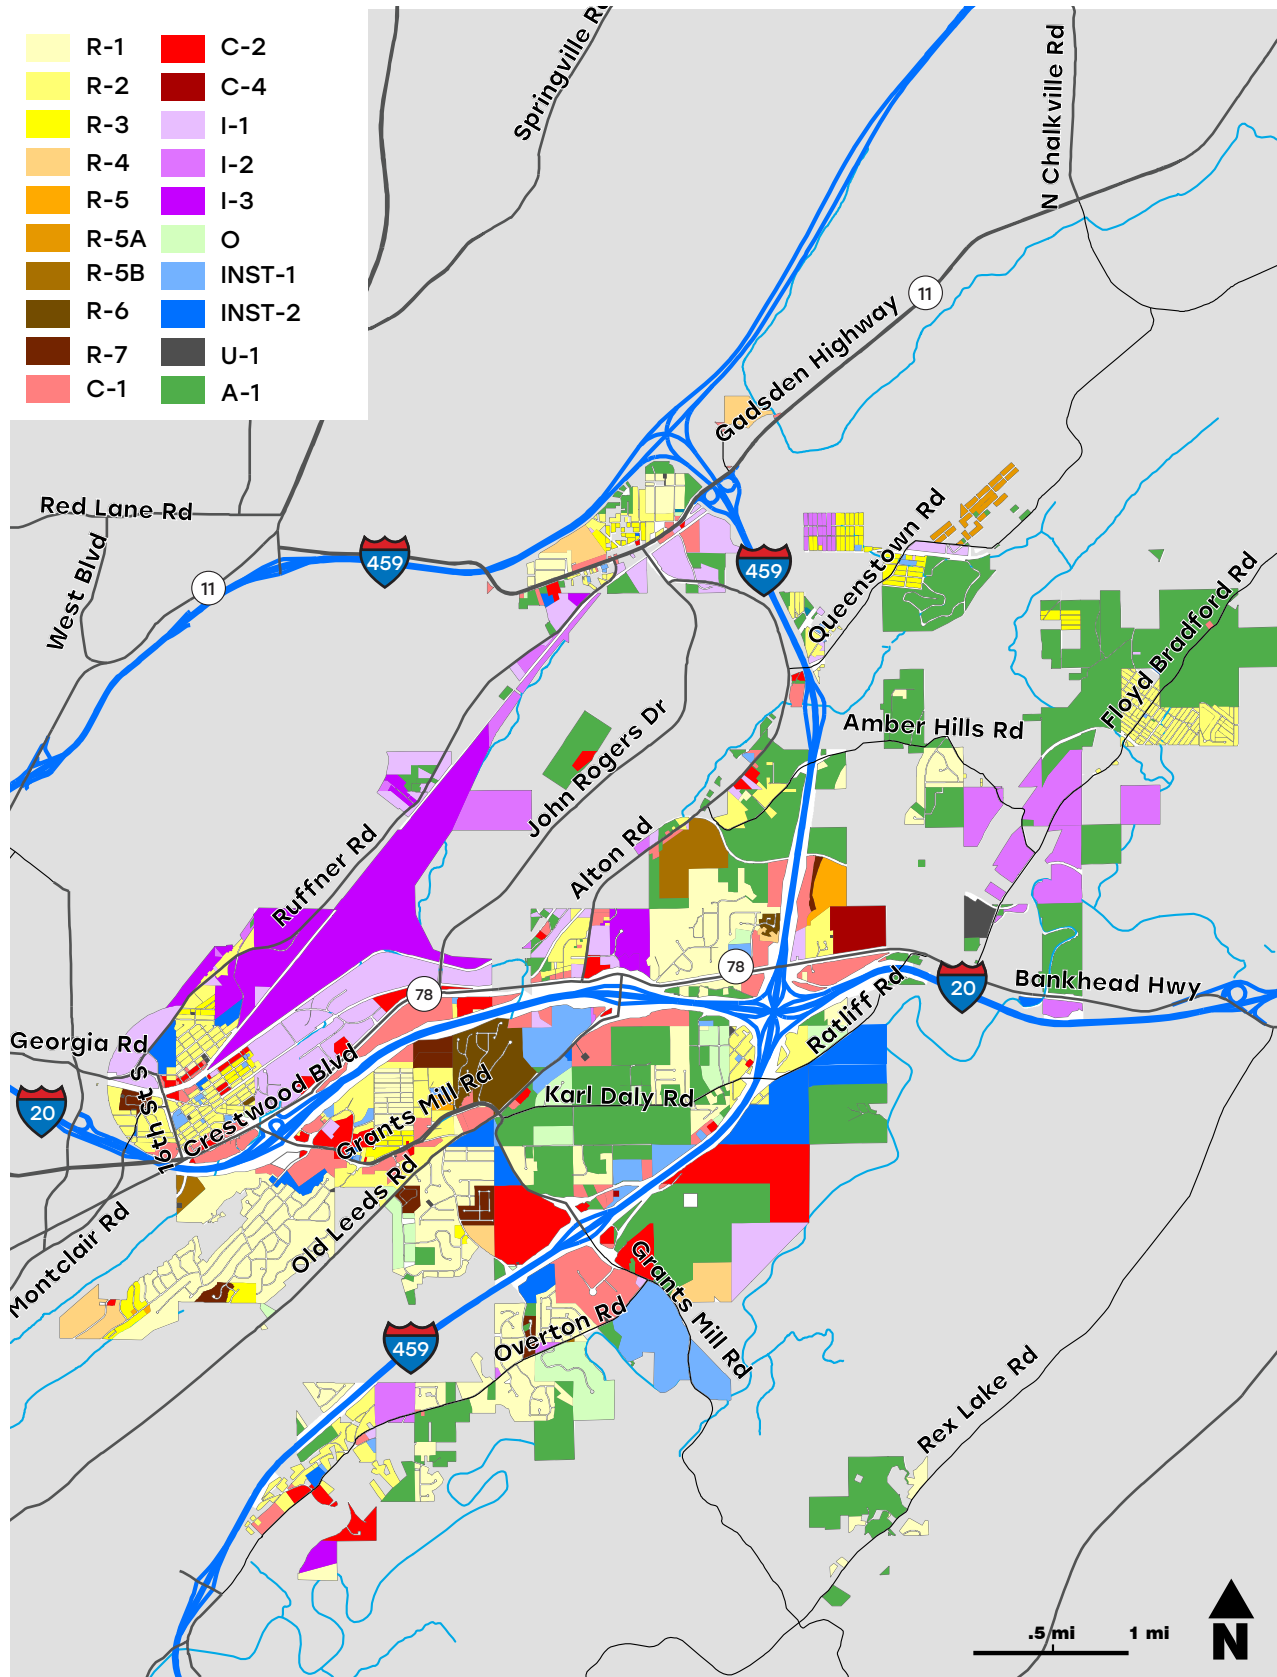 R-1
R-2
R-3
R-4
R-5
R-5A
R-5B
R-6
R-7
C-1
C-2
C-4
I-1
I-2
I-3
O
INST-1
INST-2
U-1
A-1
Springville Rd
N Chalkville Rd
11
Gadsden Highway
Red Lane Rd
West Blvd
459
11
459
Queenstown Rd
Floyd Bradford Rd
Amber Hills Rd
John Rogers Dr
Ruffner Rd
Alton Rd
78
78
20
Bankhead Hwy
Ratliff Rd
Georgia Rd
16th St S
20
Crestwood Blvd
Grants Mill Rd
Karl Daly Rd
Old Leeds Rd
Montclair Rd
Grants Mill Rd
Overton Rd
459
Rex Lake Rd
.5 mi
1 mi
N